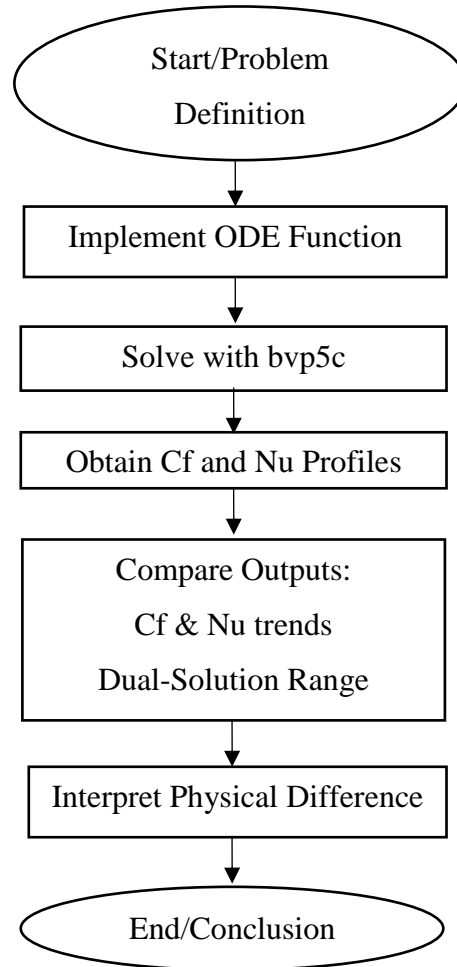 Start/Problem
Definition
Implement ODE Function
Solve with bvp5c
Obtain Cf and Nu Profiles
Compare Outputs:
Cf & Nu trends
Dual-Solution Range
Interpret Physical Difference
End/Conclusion